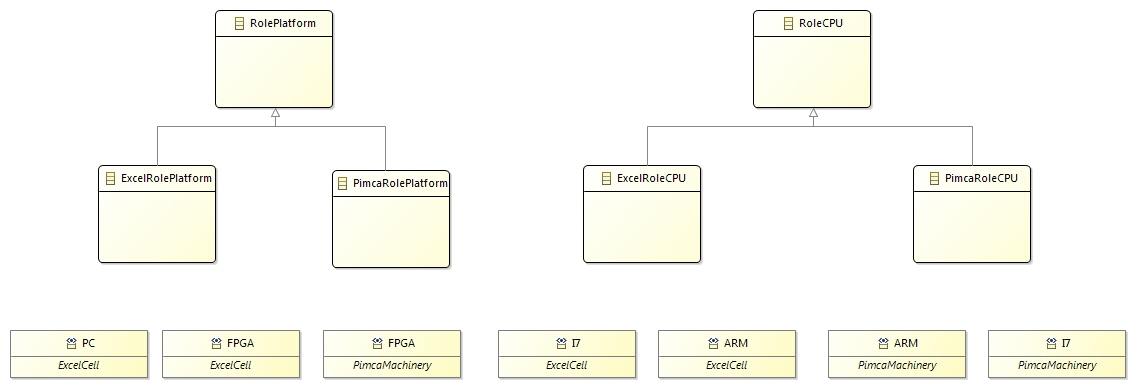 RolePlatform
RoleCPU
ExcelRolePlatform
PimcaRolePlatform
ExcelRoleCPU
PimcaRoleCPU
PC
ExcelCell
FPGA
ExcelCell
FPGA
PimcaMachinery
I7
ExcelCell
ARM
ExcelCell
ARM
PimcaMachinery
I7
PimcaMachinery